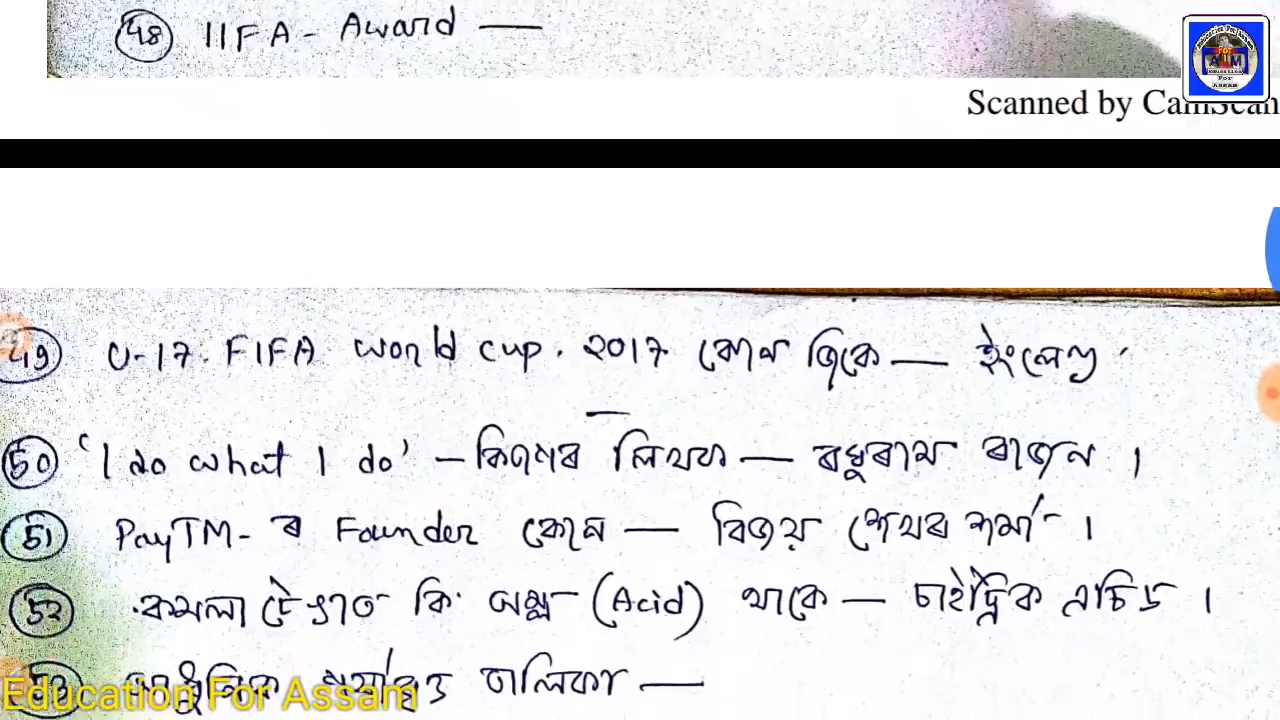 48 IIFA - Award —
Scanned by CamScan
49 U-17. FIFA World Cup. 2017 কোন জিকে — ইংলেণ্ড
50 'I do what I do' – কিতাপৰ লিখক — ৰঘুৰাম ৰাজন ।
51 PayTM- ৰ Founder কোন — বিজয় শেখৰ শৰ্মা ।
52 কমলা টেঙাত কি অম্ল (Acid) থাকে — চাইট্ৰিক এচিড ।
53 তালিকা —
Education For Assam